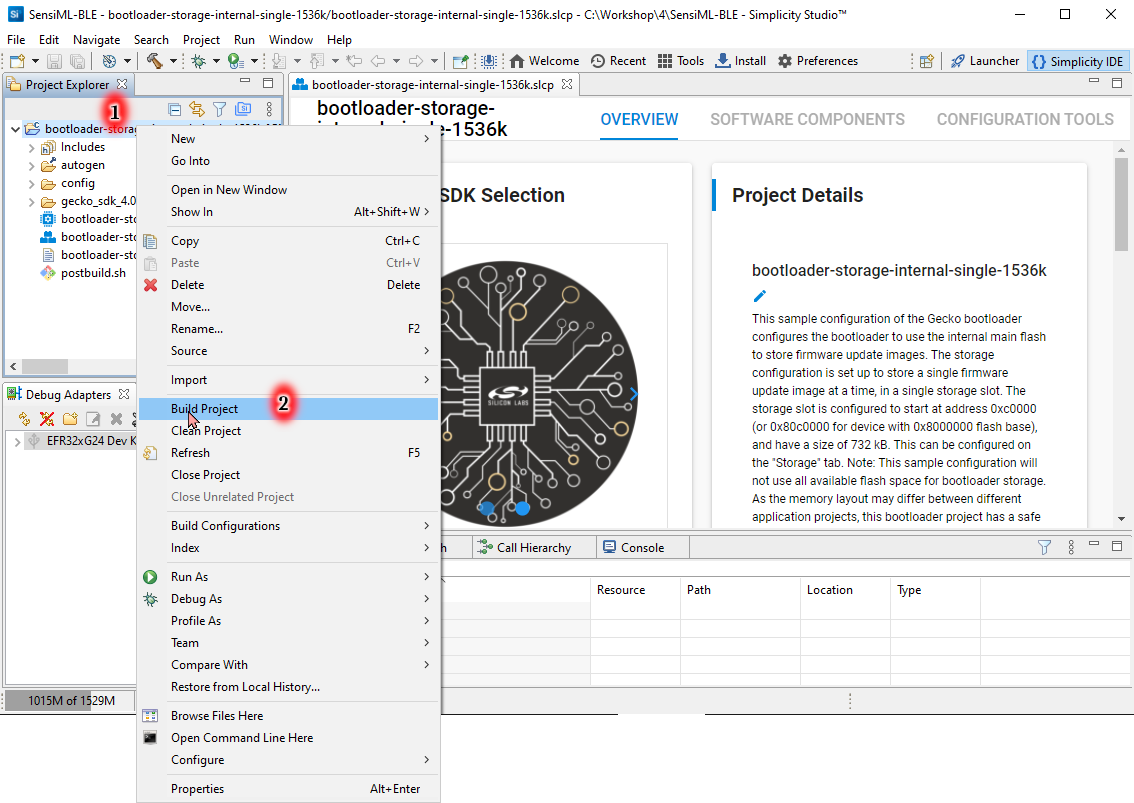 SensiML-BLE - bootloader-storage-internal-single-1536k/bootloader-storage-internal-single-1536k.slcp - C:\Workshop\4\SensiML-BLE - Simplicity Studio™
File Edit Navigate Search Project Run Window Help
Welcome Recent Tools Install Preferences Launcher {} Simplicity IDE
Project Explorer
bootloader-storage-internal-single-1536k.slcp
1
bootloader-stora
Includes
autogen
config
gecko_sdk_4.0
bootloader-sto
bootloader-sto
bootloader-sto
postbuild.sh
Debug Adapters
EFR32xG24 Dev K
1015M of 1529M
New
Go Into
Open in New Window
Show In Alt+Shift+W
Copy Ctrl+C
Paste Ctrl+V
Delete Delete
Move...
Rename... F2
Source
Import
Build Project
2
Clean Project
Refresh F5
Close Project
Close Unrelated Project
Build Configurations
Index
Run As
Debug As
Profile As
Team
Compare With
Restore from Local History...
Browse Files Here
Open Command Line Here
Configure
Properties Alt+Enter
bootloader-storage-
-1536k
OVERVIEW SOFTWARE COMPONENTS CONFIGURATION TOOLS
SDK Selection
SILICON LABS
Project Details
bootloader-storage-internal-single-1536k
This sample configuration of the Gecko bootloader
configures the bootloader to use the internal main flash
to store firmware update images. The storage
configuration is set up to store a single firmware
update image at a time, in a single storage slot. The
storage slot is configured to start at address 0xc0000
(or 0x80c0000 for device with 0x8000000 flash base),
and have a size of 732 kB. This can be configured on
the "Storage" tab. Note: This sample configuration will
not use all available flash space for bootloader storage.
As the memory layout may differ between different
application projects, this bootloader project has a safe
h Call Hierarchy Console
Resource Path Location Type